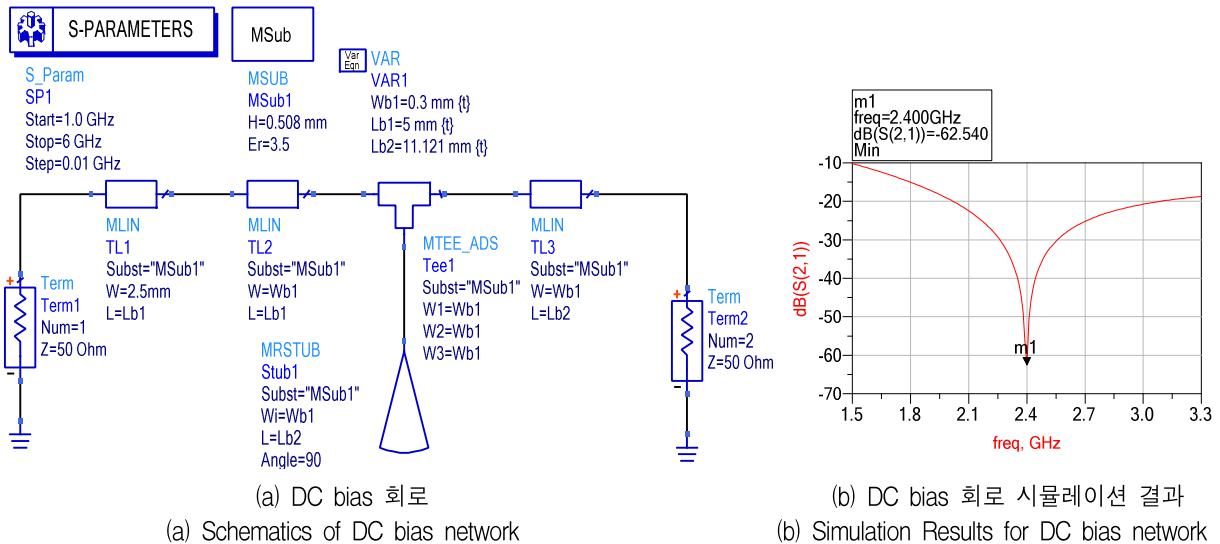 S-PARAMETERS
MSub
S_Param
SP1
Start=1.0 GHz
Stop=6 GHz
Step=0.01 GHz
MSUB
MSub1
H=0.508 mm
Er=3.5
Var
Eqn
VAR
VAR1
Wb1=0.3 mm {t}
Lb1=5 mm {t}
Lb2=11.121 mm {t}
+
Term
Term1
Num=1
Z=50 Ohm
-
MLIN
TL1
Subst="MSub1"
W=2.5mm
L=Lb1
MLIN
TL2
Subst="MSub1"
W=Wb1
L=Lb1
MRSTUB
Stub1
Subst="MSub1"
Wi=Wb1
L=Lb2
Angle=90
MTEE_ADS
Tee1
Subst="MSub1"
W1=Wb1
W2=Wb1
W3=Wb1
MLIN
TL3
Subst="MSub1"
W=Wb1
L=Lb2
+
Term
Term2
Num=2
Z=50 Ohm
-
(a) DC bias 회로
(a) Schematics of DC bias network
m1
freq=2.400GHz
dB(S(2,1))=-62.540
Min
dB(S(2,1))
-10
-20
-30
-40
-50
-60
-70
m1
1.5 1.8 2.1 2.4 2.7 3.0 3.3
freq, GHz
(b) DC bias 회로 시뮬레이션 결과
(b) Simulation Results for DC bias network